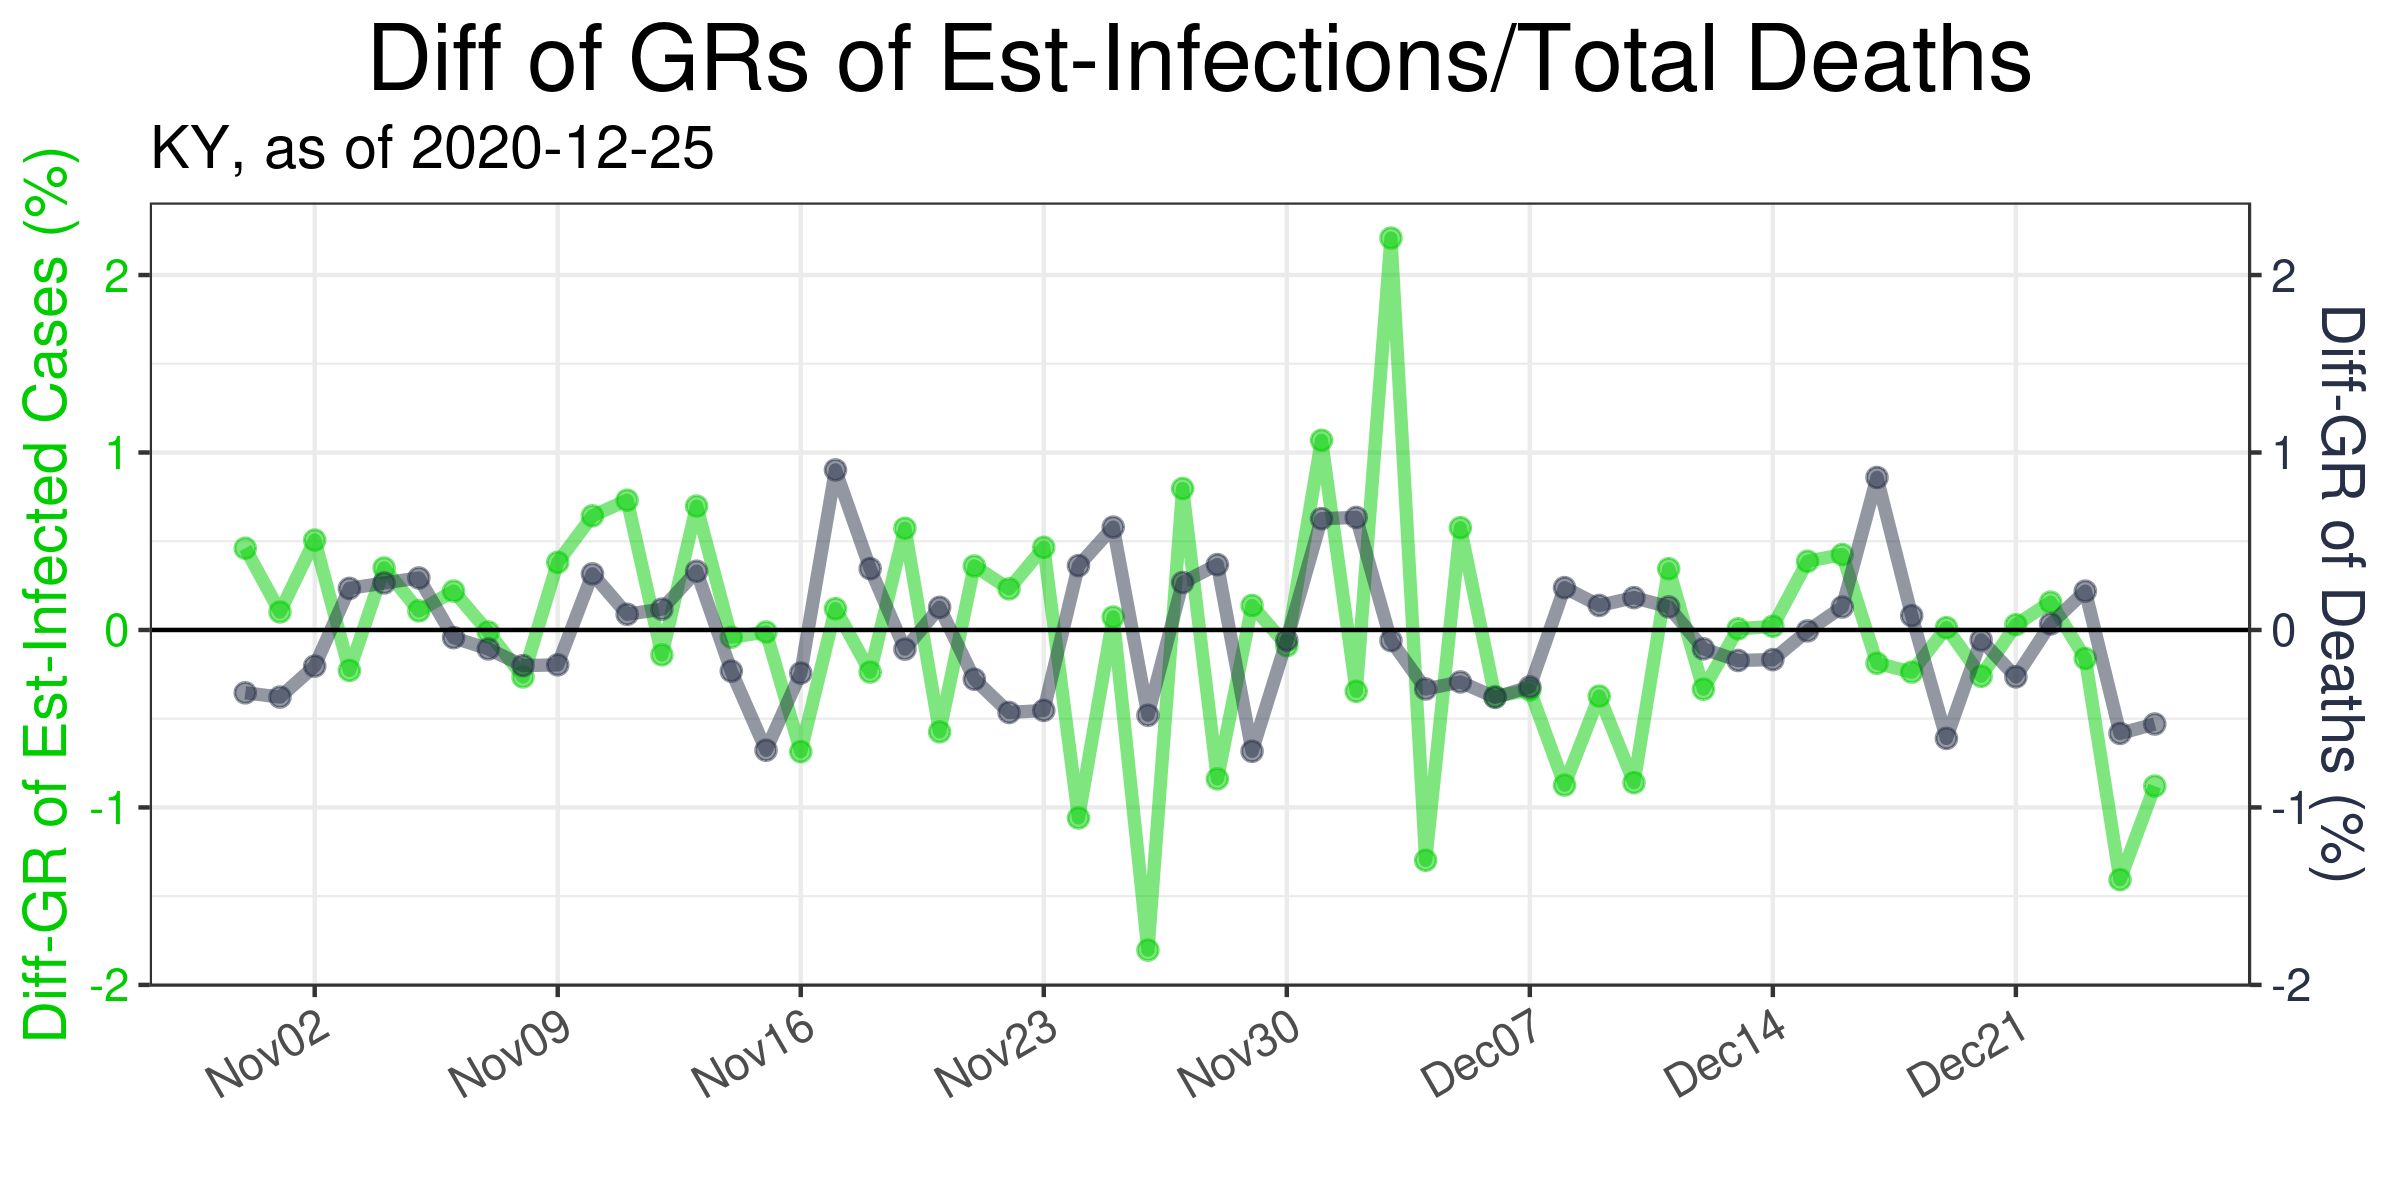 Diff of GRs of Est-Infections/Total Deaths
KY, as of 2020-12-25
Diff-GR of Est-Infected Cases (%)
2
1
0
-1
-2
2
1
0
-1
-2
Diff-GR of Deaths (%)
Nov02
Nov09
Nov16
Nov23
Nov30
Dec07
Dec14
Dec21